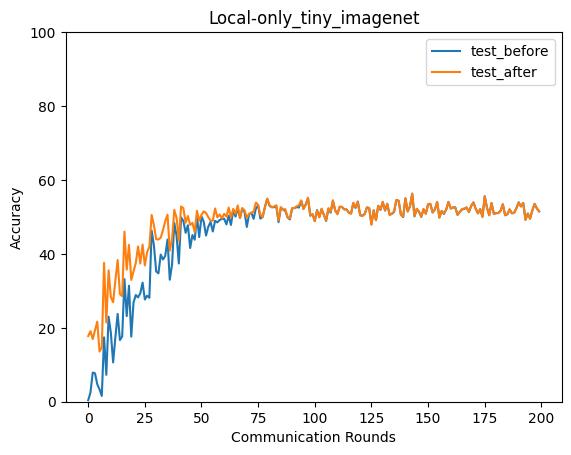 Local-only_tiny_imagenet
test_before
test_after
100
80
60
40
20
0
Accuracy
0 25 50 75 100 125 150 175 200
Communication Rounds